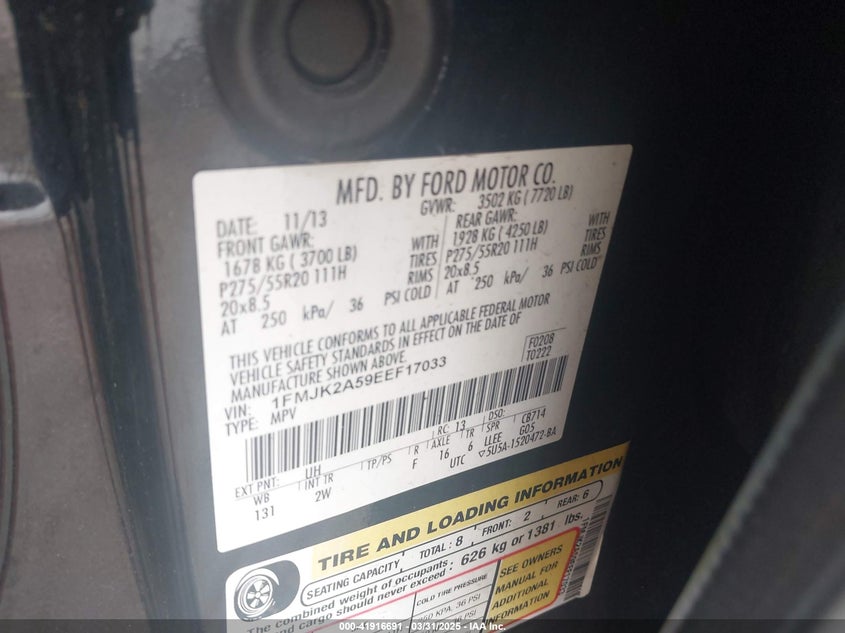 MFD. BY FORD MOTOR CO.
DATE: 11/13 GVWR: 3502 KG ( 7720 LB)
FRONT GAWR: REAR GAWR:
1678 KG ( 3700 LB) WITH 1928 KG ( 4250 LB) WITH
P275/55R20 111H TIRES P275/55R20 111H TIRES
20x8.5 RIMS 20x8.5 RIMS
AT 250 kPa/ 36 PSI COLD AT 250 kPa/ 36 PSI COLD
THIS VEHICLE CONFORMS TO ALL APPLICABLE FEDERAL MOTOR
VEHICLE SAFETY STANDARDS IN EFFECT ON THE DATE OF
MANUFACTURE SHOWN ABOVE.
F0208
T0222
VIN: 1FMJK2A59EEF17033
TYPE: MPV
EXT PNT: UH RC: 13 DSO:
WB INT TR TP/PS R AXLE TR SPR CB714
131 2W F 16 6 LLEE G05
UTC 5U5A-1520472-BA
TIRE AND LOADING INFORMATION
SEATING CAPACITY TOTAL: 8 FRONT: 2 REAR: 6
The combined weight of occupants
and cargo should never exceed: 626 kg or 1381 lbs.
COLD TIRE PRESSURE
KPA, 36 PSI
PSI
SEE OWNERS
MANUAL FOR
ADDITIONAL
INFORMATION
000-41916691 - 03/31/2025 - IAA Inc.